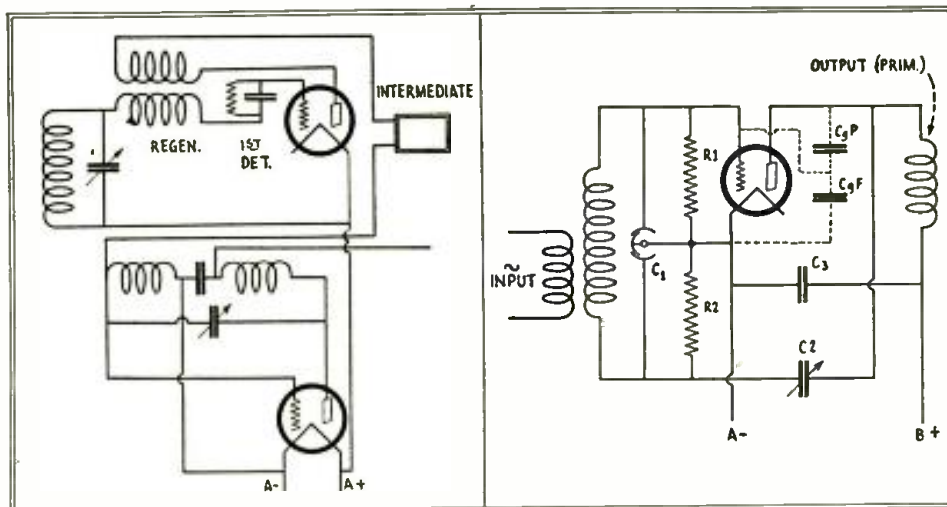 INTERMEDIATE
REGEN.
1ST
DET.
A-
A+
OUTPUT (PRIM.)
CgP
R1
CgF
~
INPUT
C1
C3
R2
C2
A-
B +